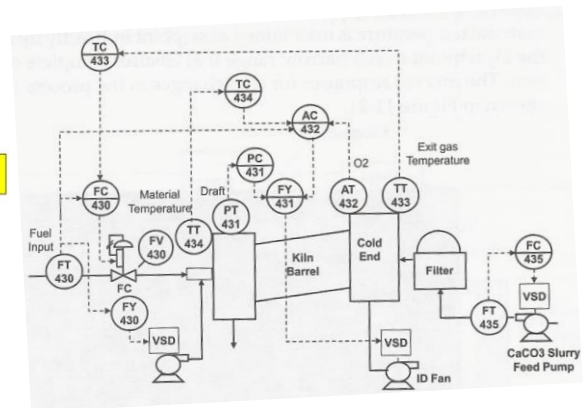 TC
433
TC
434
AC
432
O2
Exit gas
Temperature
PC
431
FC
430
Material
Temperature
Draft
FY
431
AT
432
TT
433
PT
431
TT
434
FV
430
Fuel
Input
FT
430
FC
FY
430
VSD
Kiln
Barrel
Cold
End
Filter
FC
435
VSD
FT
435
CaCO3 Slurry
Feed Pump
VSD
ID Fan